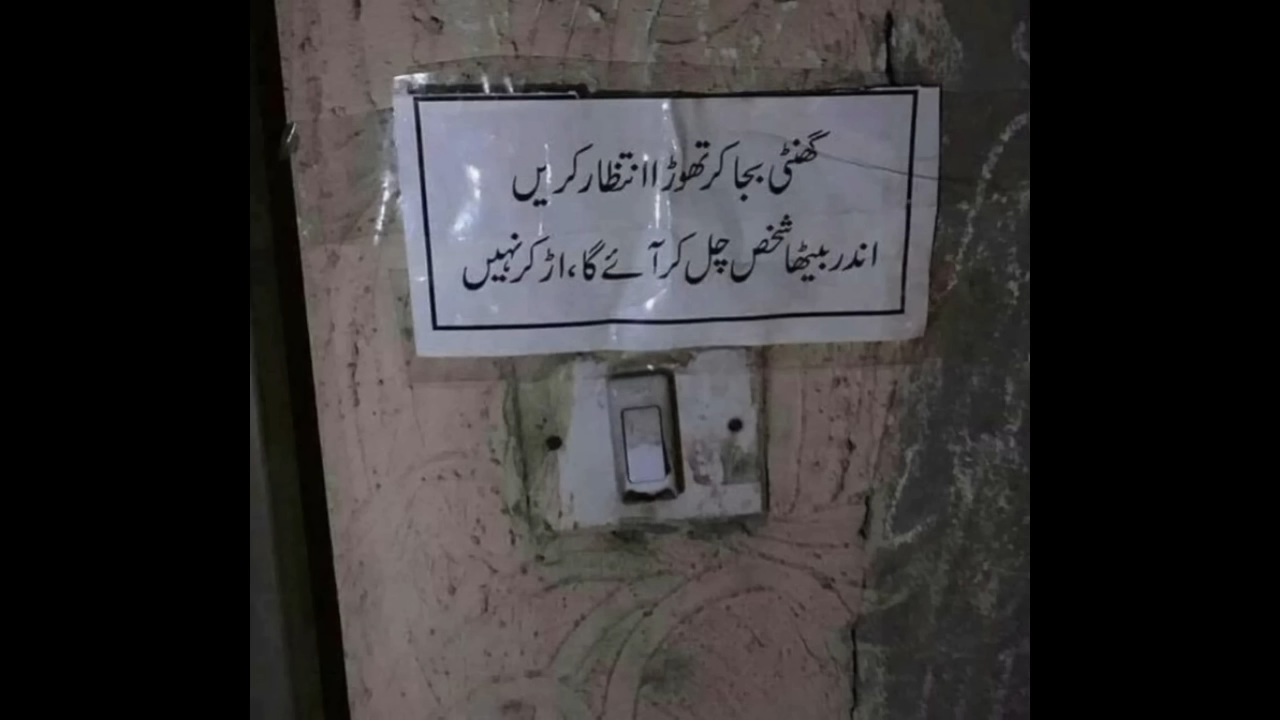 گھنٹی بجا کر تھوڑا انتظار کریں
اندر بیٹھا شخص چل کر آئے گا، اڑ کر نہیں